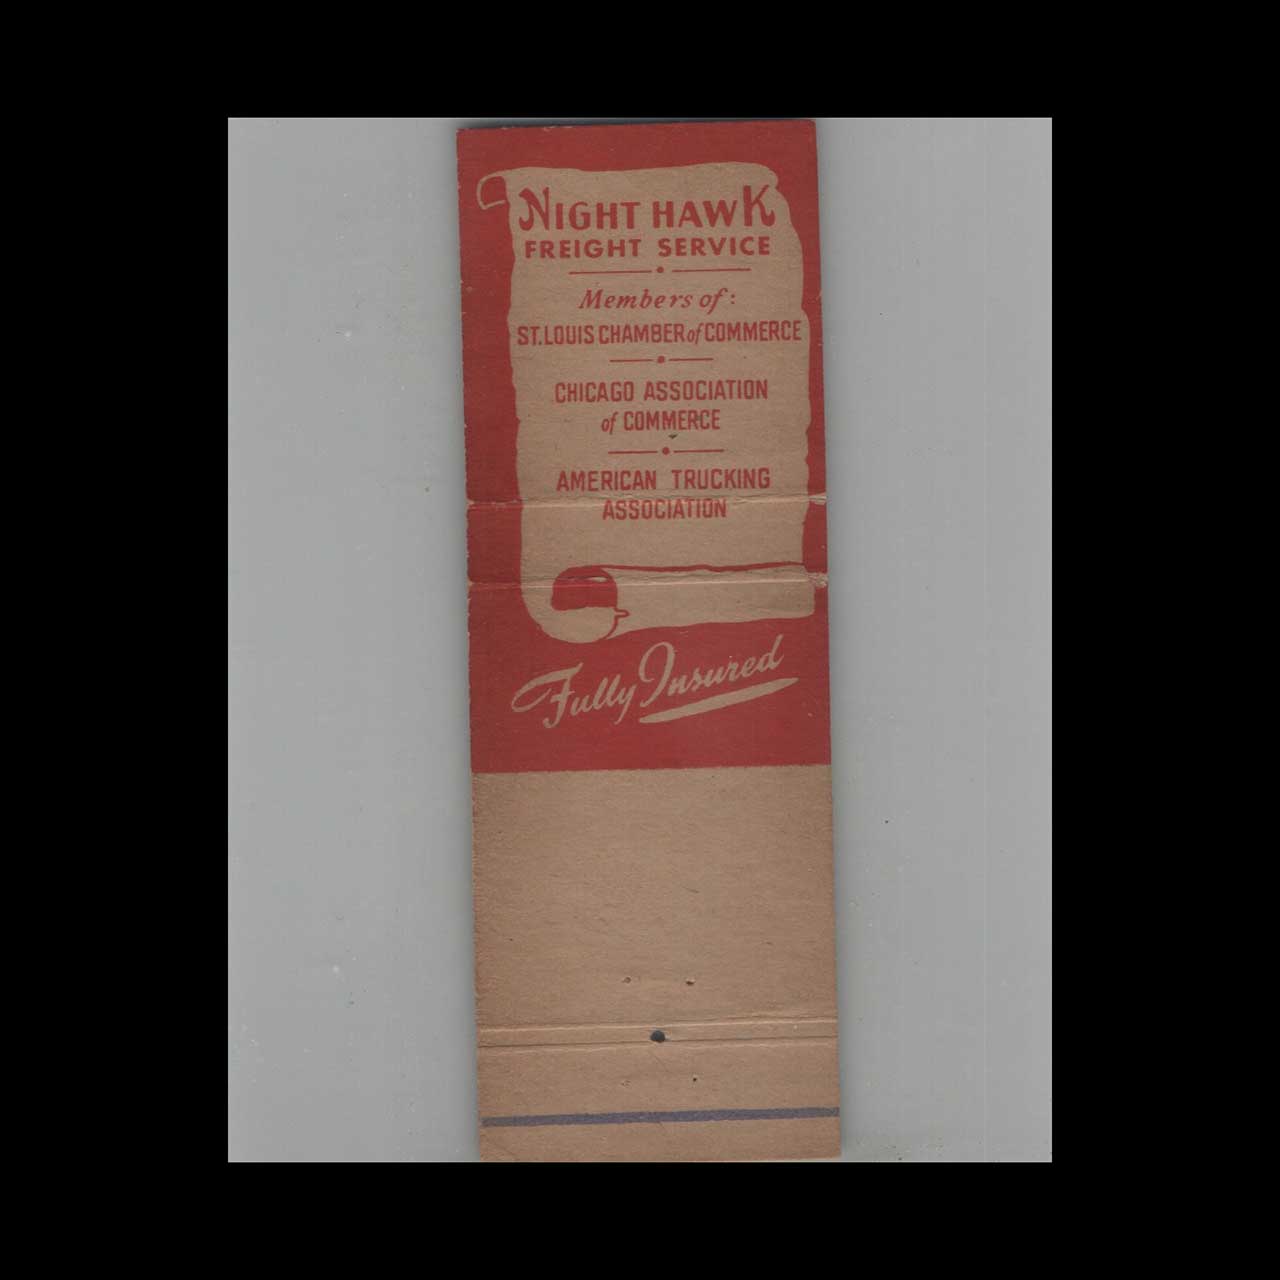 NIGHT HAWK
FREIGHT SERVICE
Members of:
ST. LOUIS CHAMBER of COMMERCE
CHICAGO ASSOCIATION
of COMMERCE
AMERICAN TRUCKING
ASSOCIATION
Fully Insured